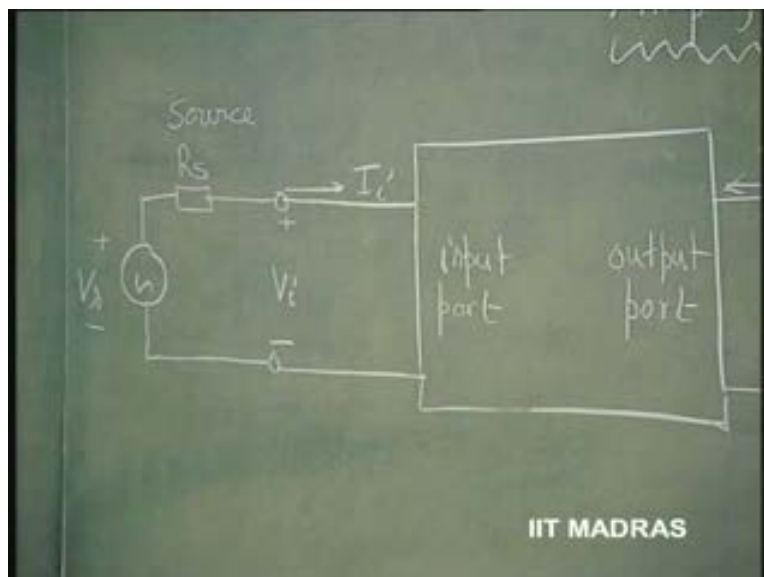 Source
Rs
Ii
+
+
Vs
Vi
-
-
input
port
output
port
IIT MADRAS